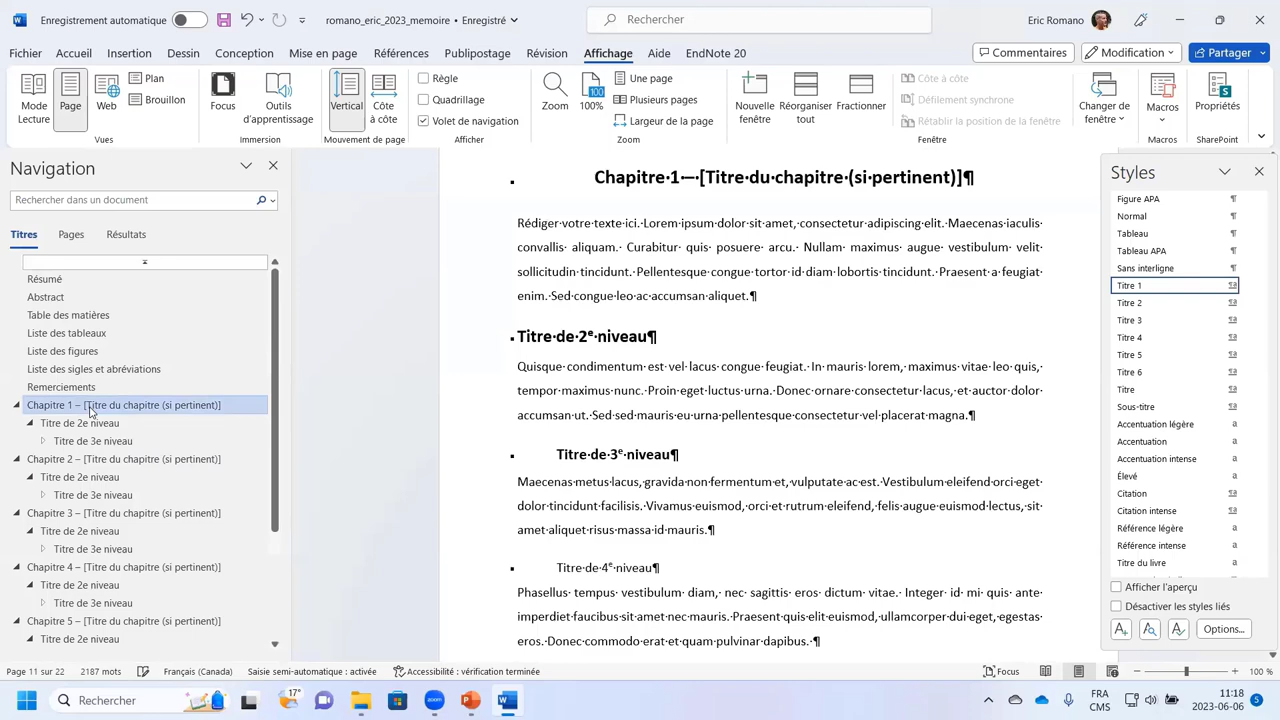 Enregistrement automatique
romano_eric_2023_memoire • Enregistré
Rechercher
Eric Romano
Fichier Accueil Insertion Dessin Conception Mise en page Références Publipostage Révision Affichage Aide EndNote 20
Commentaires Modification Partager
Mode Lecture
Page
Web
Plan
Brouillon
Vues
Focus
Outils d'apprentissage
Immersion
Vertical
Côte à côte
Mouvement de page
Règle
Quadrillage
Volet de navigation
Afficher
Zoom
100
100%
Une page
Plusieurs pages
Largeur de la page
Zoom
Nouvelle fenêtre
Réorganiser tout
Fractionner
Côte à côte
Défilement synchrone
Rétablir la position de la fenêtre
Fenêtre
Changer de fenêtre
Macros
Macros
Propriétés
SharePoint
Navigation
Rechercher dans un document
Titres Pages Résultats
Résumé
Abstract
Table des matières
Liste des tableaux
Liste des figures
Liste des sigles et abréviations
Remerciements
Chapitre 1 – [Titre du chapitre (si pertinent)]
Titre de 2e niveau
Titre de 3e niveau
Chapitre 2 – [Titre du chapitre (si pertinent)]
Titre de 2e niveau
Titre de 3e niveau
Chapitre 3 – [Titre du chapitre (si pertinent)]
Titre de 2e niveau
Titre de 3e niveau
Chapitre 4 – [Titre du chapitre (si pertinent)]
Titre de 2e niveau
Titre de 3e niveau
Chapitre 5 – [Titre du chapitre (si pertinent)]
Titre de 2e niveau
Chapitre·1·–·[Titre·du·chapitre·(si·pertinent)]¶
Rédiger·votre·texte·ici.·Lorem·ipsum·dolor·sit·amet,·consectetur·adipiscing·elit.·Maecenas·iaculis·
convallis· aliquam.· Curabitur· quis· posuere· arcu.· Nullam· maximus· augue· vestibulum· velit·
sollicitudin·tincidunt.·Pellentesque·congue·tortor·id·diam·lobortis·tincidunt.·Praesent·a·feugiat·
enim.·Sed·congue·leo·ac·accumsan·aliquet.¶
Titre·de·2ᵉ·niveau¶
Quisque·condimentum·est·vel·lacus·congue·feugiat.·In·mauris·lorem,·maximus·vitae·leo·quis,·
tempor·maximus·nunc.·Proin·eget·luctus·urna.·Donec·ornare·consectetur·lacus,·et·auctor·dolor·
accumsan·ut.·Sed·sed·mauris·eu·urna·pellentesque·consectetur·vel·placerat·magna.¶
Titre·de·3ᵉ·niveau¶
Maecenas·metus·lacus,·gravida·non·fermentum·et,·vulputate·ac·est.·Vestibulum·eleifend·orci·eget·
dolor·tincidunt·facilisis.·Vivamus·euismod,·orci·et·rutrum·eleifend,·felis·augue·euismod·lectus,·sit·
amet·aliquet·risus·massa·id·mauris.¶
Titre·de·4ᵉ·niveau¶
Phasellus· tempus· vestibulum· diam,· nec· sagittis· eros· dictum· vitae.· Integer· id· mi· quis· ante·
imperdiet·faucibus·sit·amet·nec·mauris.·Praesent·quis·elit·euismod,·ullamcorper·dui·eget,·egestas·
eros.·Donec·commodo·erat·et·quam·pulvinar·dapibus.·¶
Styles
Figure APA ¶
Normal ¶
Tableau ¶
Tableau APA ¶
Sans interligne ¶
Titre 1 ¶a
Titre 2 ¶a
Titre 3 ¶a
Titre 4 ¶a
Titre 5 ¶a
Titre 6 ¶a
Titre ¶a
Sous-titre ¶a
Accentuation légère a
Accentuation a
Accentuation intense a
Élevé a
Citation ¶a
Citation intense ¶a
Référence légère a
Référence intense a
Titre du livre a
Afficher l'aperçu
Désactiver les styles liés
Options...
Page 11 sur 22 2187 mots Français (Canada) Saisie semi-automatique : activée Accessibilité : vérification terminée Focus 100 %
Rechercher
17°
zoom
FRA
CMS
11:18
2023-06-06
5